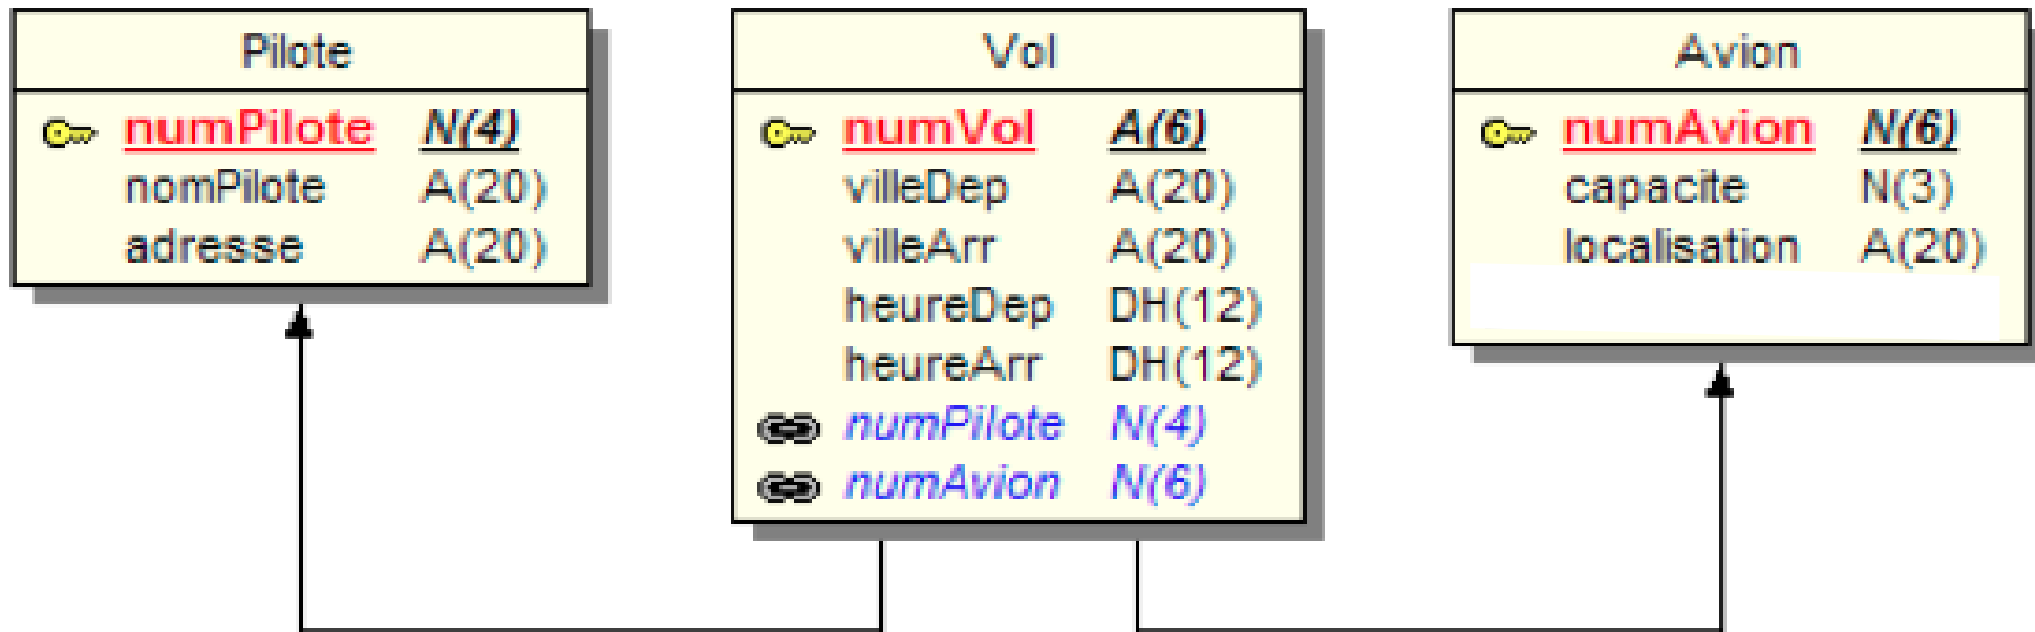 Pilote
numPilote N(4)
nomPilote A(20)
adresse A(20)
Vol
numVol A(6)
villeDep A(20)
villeArr A(20)
heureDep DH(12)
heureArr DH(12)
numPilote N(4)
numAvion N(6)
Avion
numAvion N(6)
capacite N(3)
localisation A(20)